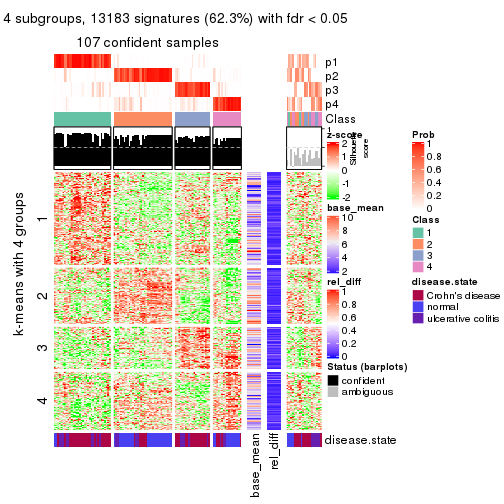 4 subgroups, 13183 signatures (62.3%) with fdr < 0.05
107 confident samples
p1
p2
p3
p4
Class
1
Silhouette
score
k-means with 4 groups
1
2
3
4
base_mean
rel_diff
disease.state
z-score
2
1
0
-1
-2
base_mean
10
8
6
4
2
rel_diff
1
0.8
0.6
0.4
0.2
0
Status (barplots)
confident
ambiguous
Prob
1
0.8
0.6
0.4
0.2
0
Class
1
2
3
4
disease.state
Crohn's disease
normal
ulcerative colitis